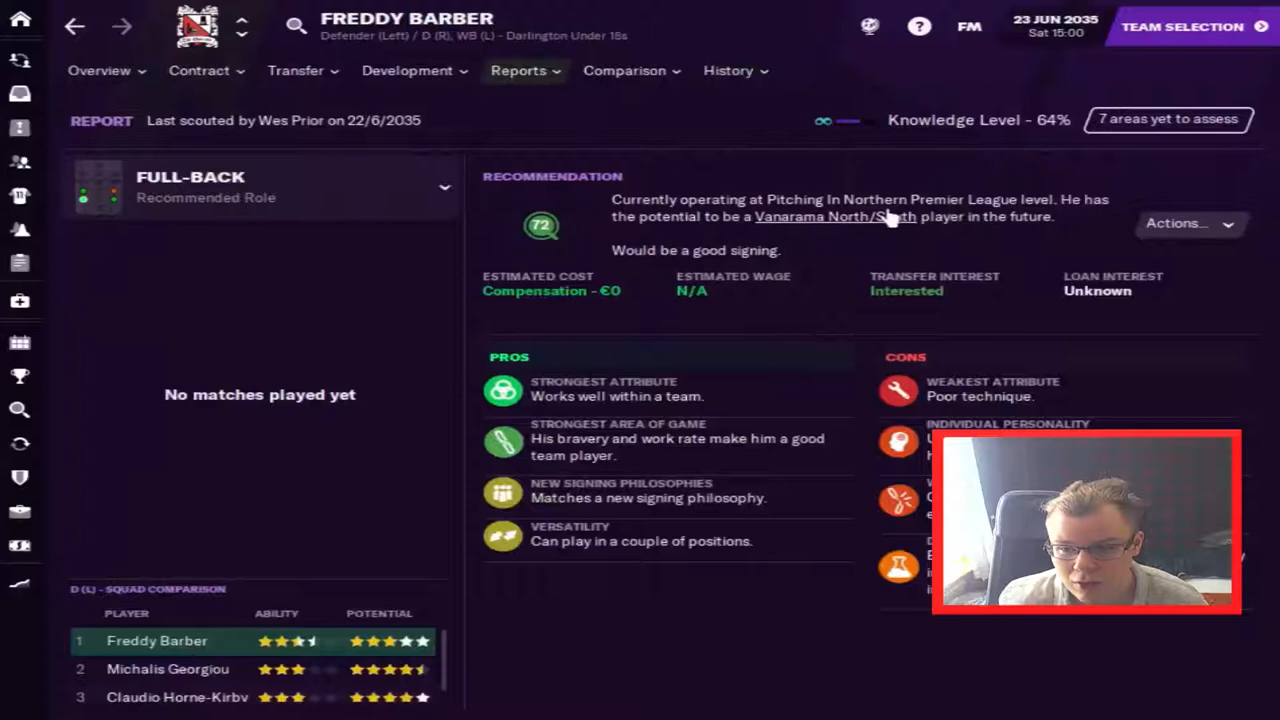 FREDDY BARBER
Defender (Left) / D (R), WB (L) - Darlington Under 18s
FM
23 JUN 2035
Sat 15:00
TEAM SELECTION
Overview
Contract
Transfer
Development
Reports
Comparison
History
REPORT
Last scouted by Wes Prior on 22/6/2035
Knowledge Level - 64%
7 areas yet to assess
FULL-BACK
Recommended Role
RECOMMENDATION
72
Currently operating at Pitching In Northern Premier League level. He has
the potential to be a Vanarama North/South player in the future.
Would be a good signing.
Actions...
ESTIMATED COST
Compensation - €0
ESTIMATED WAGE
N/A
TRANSFER INTEREST
Interested
LOAN INTEREST
Unknown
No matches played yet
PROS
STRONGEST ATTRIBUTE
Works well within a team.
STRONGEST AREA OF GAME
His bravery and work rate make him a good
team player.
NEW SIGNING PHILOSOPHIES
Matches a new signing philosophy.
VERSATILITY
Can play in a couple of positions.
CONS
WEAKEST ATTRIBUTE
Poor technique.
INDIVIDUAL PERSONALITY
D (L) - SQUAD COMPARISON
PLAYER
ABILITY
POTENTIAL
1 Freddy Barber
2 Michalis Georgiou
3 Claudio Horne-Kirby